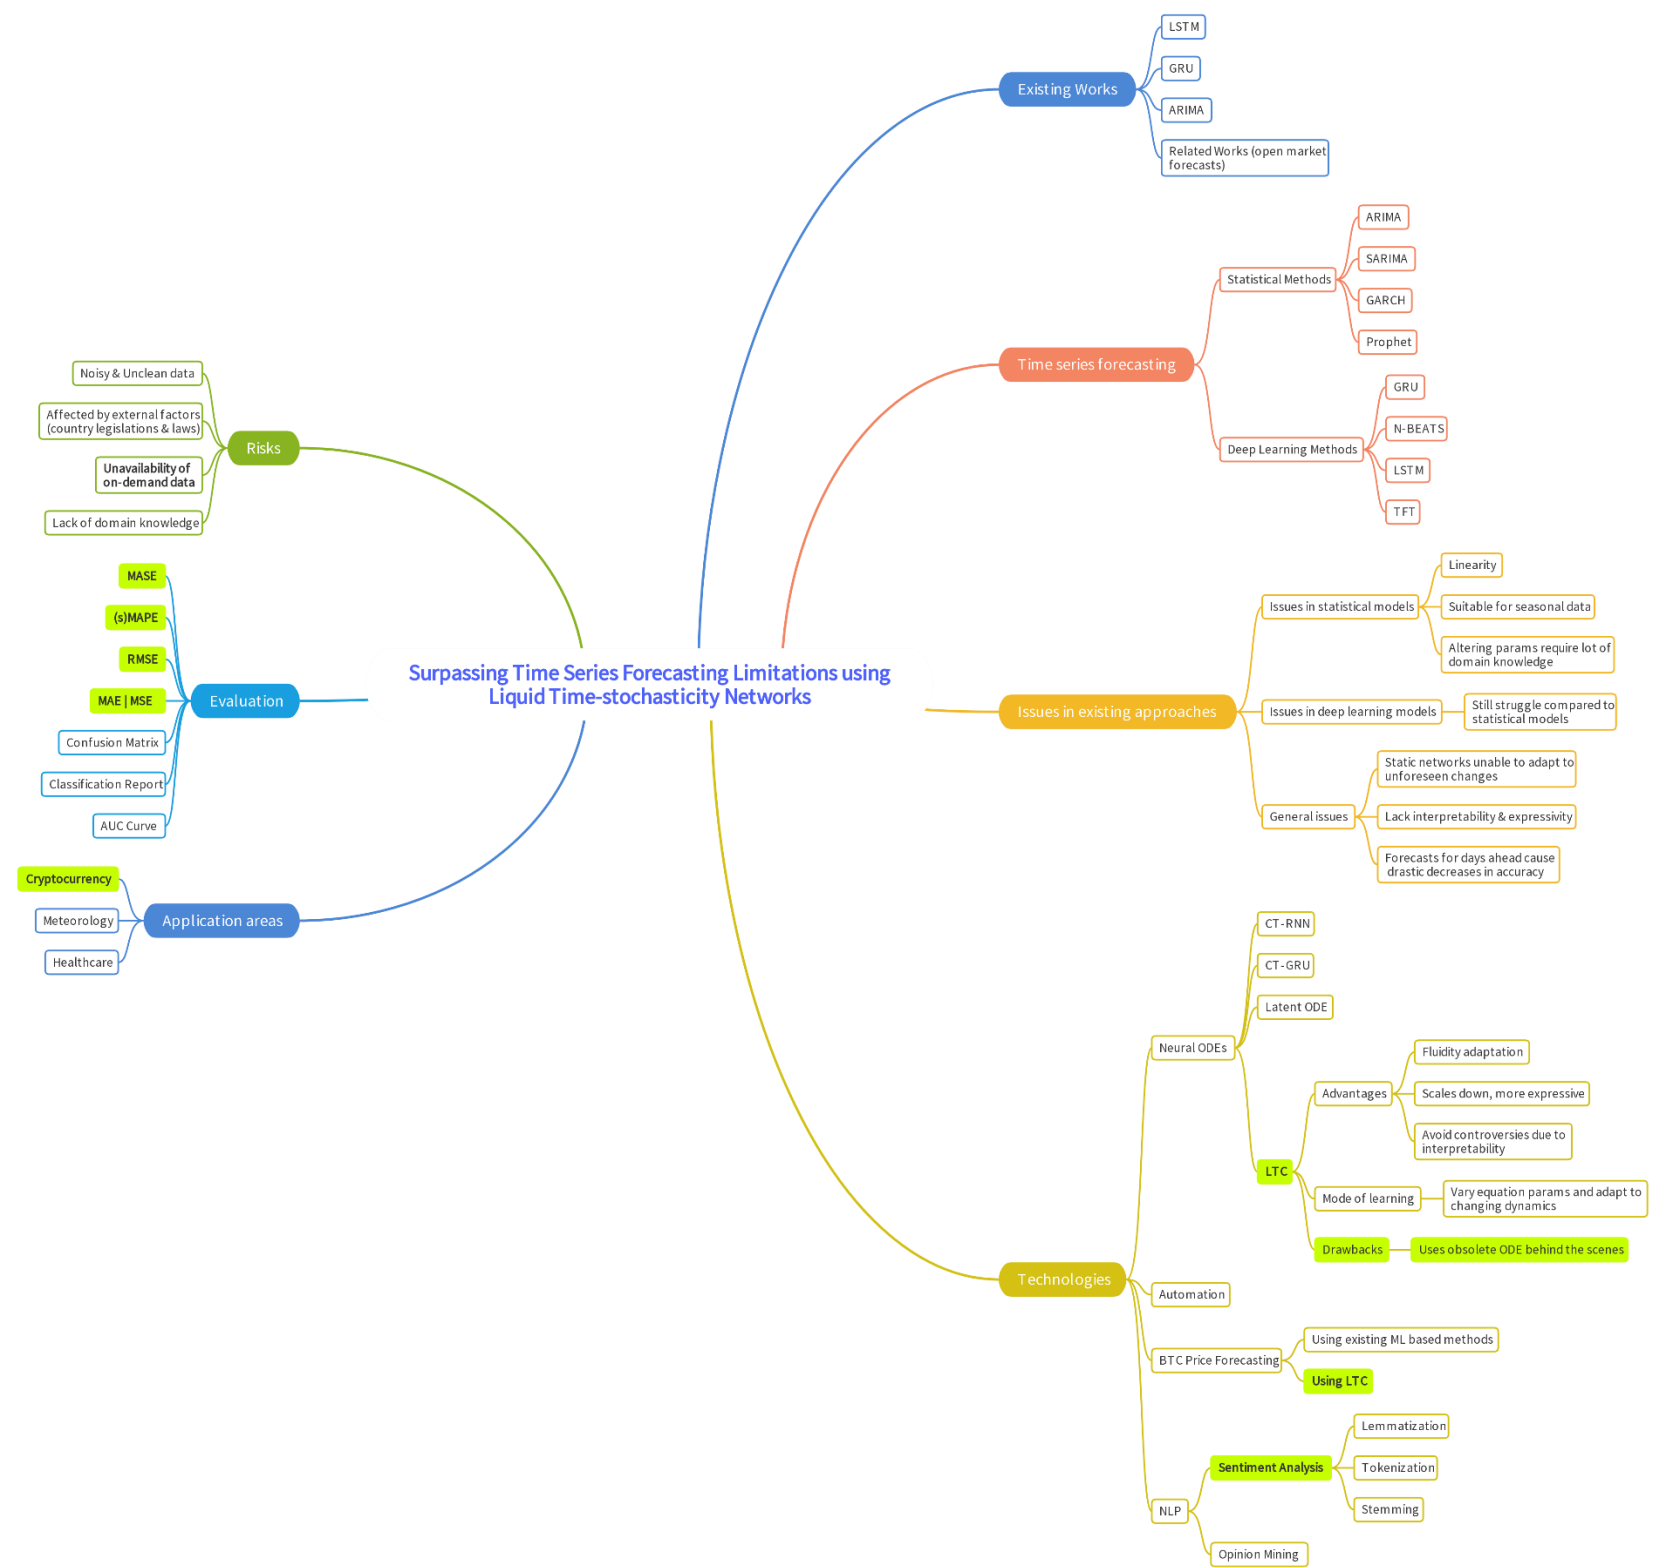 Surpassing Time Series Forecasting Limitations using
Liquid Time-stochasticity Networks
Existing Works
LSTM
GRU
ARIMA
Related Works (open market
forecasts)
Time series forecasting
Statistical Methods
ARIMA
SARIMA
GARCH
Prophet
Deep Learning Methods
GRU
N-BEATS
LSTM
TFT
Issues in existing approaches
Issues in statistical models
Linearity
Suitable for seasonal data
Altering params require lot of
domain knowledge
Issues in deep learning models
Still struggle compared to
statistical models
General issues
Static networks unable to adapt to
unforeseen changes
Lack interpretability & expressivity
Forecasts for days ahead cause
drastic decreases in accuracy
Technologies
Neural ODEs
CT-RNN
CT-GRU
Latent ODE
LTC
Advantages
Fluidity adaptation
Scales down, more expressive
Avoid controversies due to
interpretability
Mode of learning
Vary equation params and adapt to
changing dynamics
Drawbacks
Uses obsolete ODE behind the scenes
Automation
BTC Price Forecasting
Using existing ML based methods
Using LTC
NLP
Sentiment Analysis
Lemmatization
Tokenization
Stemming
Opinion Mining
Risks
Noisy & Unclean data
Affected by external factors
(country legislations & laws)
Unavailability of
on-demand data
Lack of domain knowledge
Evaluation
MASE
(s)MAPE
RMSE
MAE | MSE
Confusion Matrix
Classification Report
AUC Curve
Application areas
Cryptocurrency
Meteorology
Healthcare